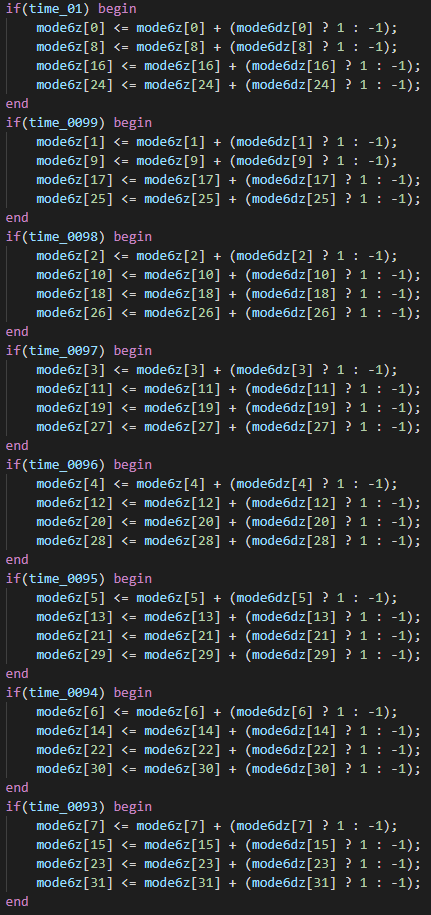 if(time_01) begin
    mode6z[0] <= mode6z[0] + (mode6dz[0] ? 1 : -1);
    mode6z[8] <= mode6z[8] + (mode6dz[8] ? 1 : -1);
    mode6z[16] <= mode6z[16] + (mode6dz[16] ? 1 : -1);
    mode6z[24] <= mode6z[24] + (mode6dz[24] ? 1 : -1);
end
if(time_0099) begin
    mode6z[1] <= mode6z[1] + (mode6dz[1] ? 1 : -1);
    mode6z[9] <= mode6z[9] + (mode6dz[9] ? 1 : -1);
    mode6z[17] <= mode6z[17] + (mode6dz[17] ? 1 : -1);
    mode6z[25] <= mode6z[25] + (mode6dz[25] ? 1 : -1);
end
if(time_0098) begin
    mode6z[2] <= mode6z[2] + (mode6dz[2] ? 1 : -1);
    mode6z[10] <= mode6z[10] + (mode6dz[10] ? 1 : -1);
    mode6z[18] <= mode6z[18] + (mode6dz[18] ? 1 : -1);
    mode6z[26] <= mode6z[26] + (mode6dz[26] ? 1 : -1);
end
if(time_0097) begin
    mode6z[3] <= mode6z[3] + (mode6dz[3] ? 1 : -1);
    mode6z[11] <= mode6z[11] + (mode6dz[11] ? 1 : -1);
    mode6z[19] <= mode6z[19] + (mode6dz[19] ? 1 : -1);
    mode6z[27] <= mode6z[27] + (mode6dz[27] ? 1 : -1);
end
if(time_0096) begin
    mode6z[4] <= mode6z[4] + (mode6dz[4] ? 1 : -1);
    mode6z[12] <= mode6z[12] + (mode6dz[12] ? 1 : -1);
    mode6z[20] <= mode6z[20] + (mode6dz[20] ? 1 : -1);
    mode6z[28] <= mode6z[28] + (mode6dz[28] ? 1 : -1);
end
if(time_0095) begin
    mode6z[5] <= mode6z[5] + (mode6dz[5] ? 1 : -1);
    mode6z[13] <= mode6z[13] + (mode6dz[13] ? 1 : -1);
    mode6z[21] <= mode6z[21] + (mode6dz[21] ? 1 : -1);
    mode6z[29] <= mode6z[29] + (mode6dz[29] ? 1 : -1);
end
if(time_0094) begin
    mode6z[6] <= mode6z[6] + (mode6dz[6] ? 1 : -1);
    mode6z[14] <= mode6z[14] + (mode6dz[14] ? 1 : -1);
    mode6z[22] <= mode6z[22] + (mode6dz[22] ? 1 : -1);
    mode6z[30] <= mode6z[30] + (mode6dz[30] ? 1 : -1);
end
if(time_0093) begin
    mode6z[7] <= mode6z[7] + (mode6dz[7] ? 1 : -1);
    mode6z[15] <= mode6z[15] + (mode6dz[15] ? 1 : -1);
    mode6z[23] <= mode6z[23] + (mode6dz[23] ? 1 : -1);
    mode6z[31] <= mode6z[31] + (mode6dz[31] ? 1 : -1);
end